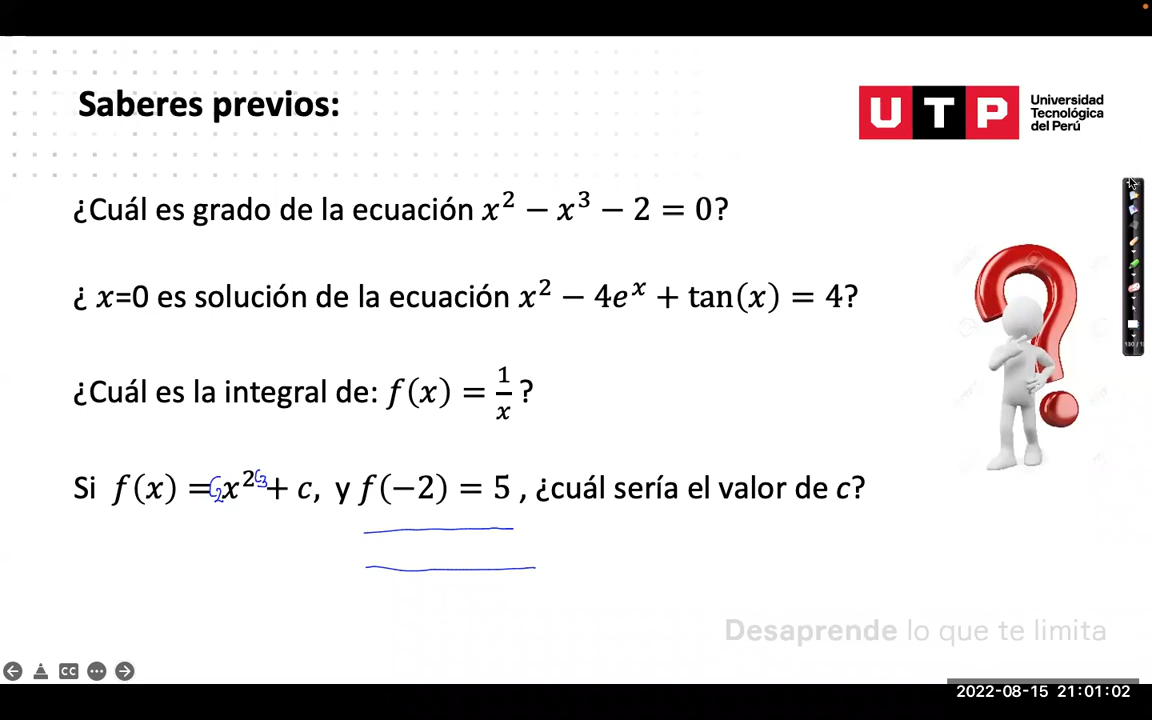 Saberes previos:
UTP
Universidad
Tecnológica
del Perú
¿Cuál es grado de la ecuación x² − x³ − 2 = 0?
¿ x=0 es solución de la ecuación x² − 4eˣ + tan(x) = 4?
¿Cuál es la integral de: f(x) = 1/x ?
Si f(x) = x² + c, y f(−2) = 5 , ¿cuál sería el valor de c?
Desaprende lo que te limita
CC
2022-08-15 21:01:02